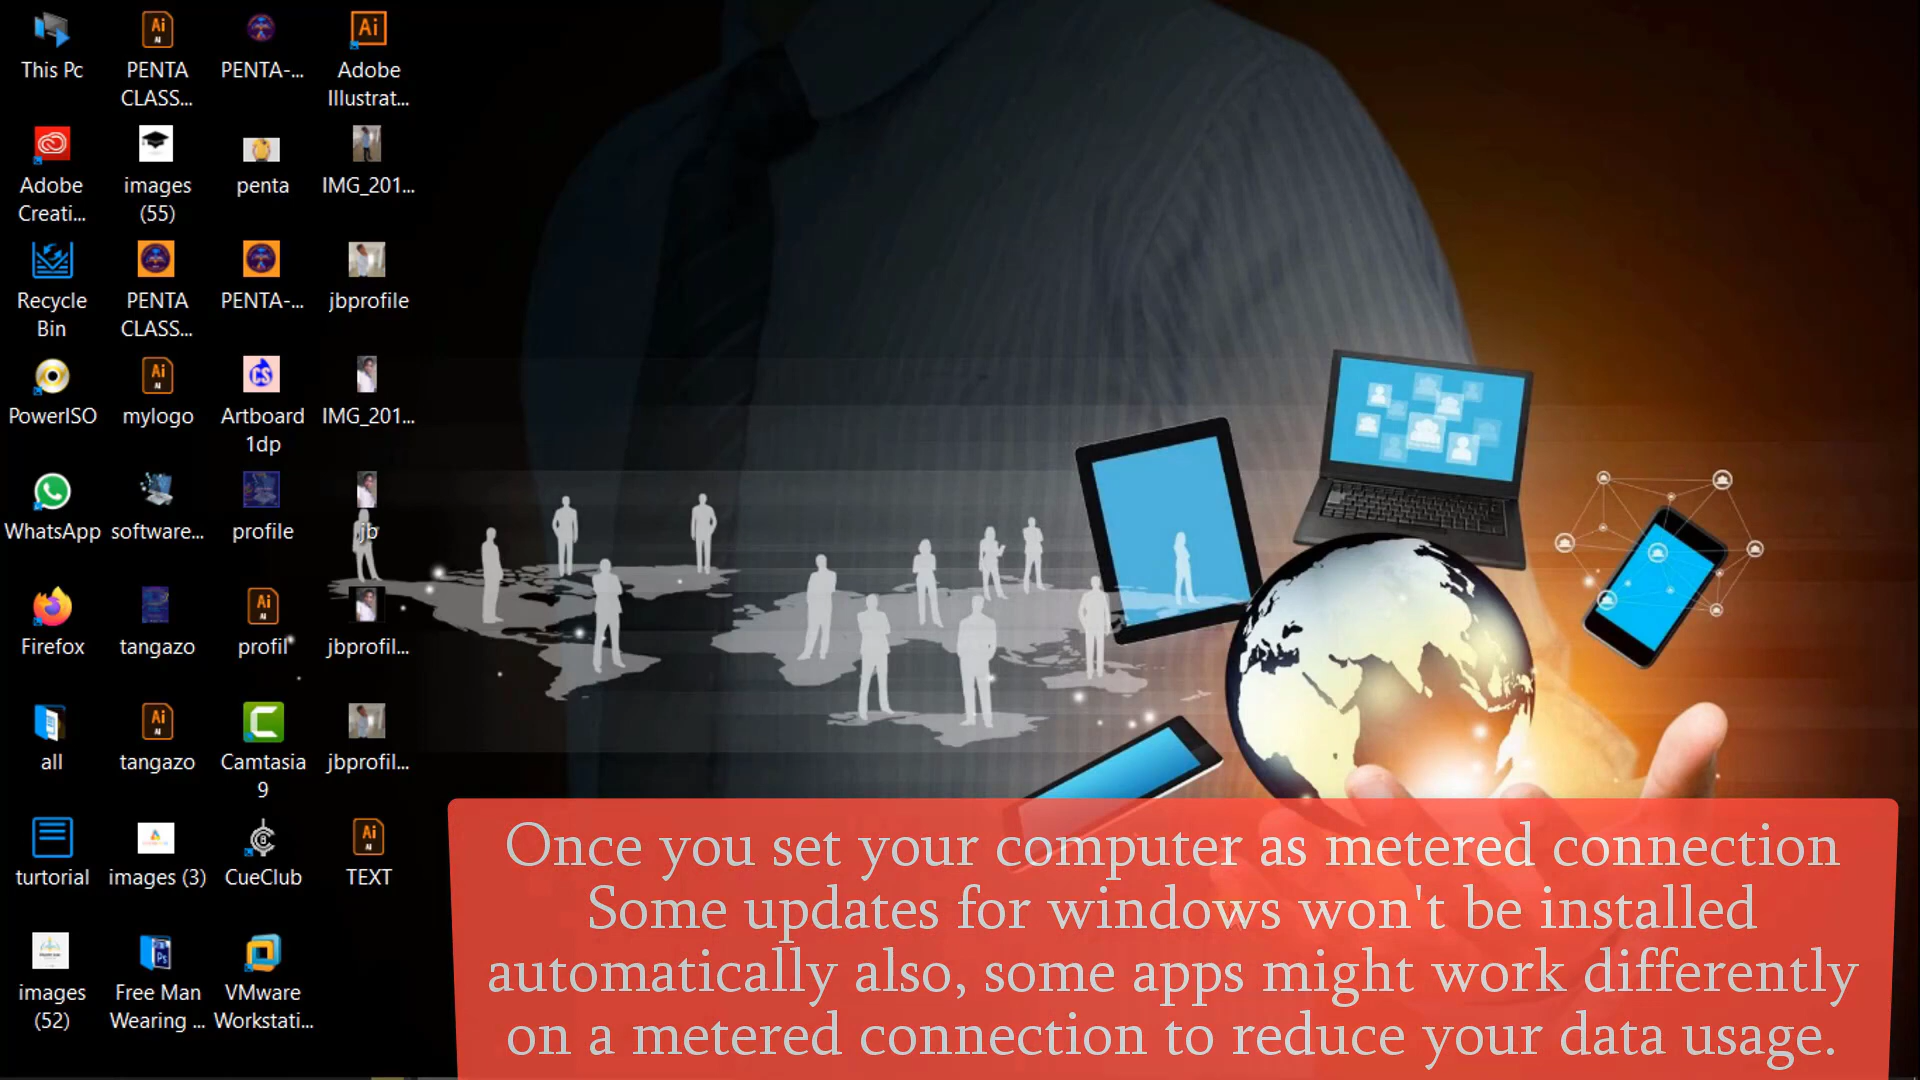 This Pc
PENTA
CLASS...
PENTA-...
Adobe
Illustrat...
Adobe
Creati...
images
(55)
penta
IMG_201...
Recycle
Bin
PENTA
CLASS...
PENTA-...
jbprofile
PowerISO
mylogo
Artboard
1dp
IMG_201...
WhatsApp
software...
profile
jb
Firefox
tangazo
profil
jbprofil...
all
tangazo
Camtasia
9
jbprofil...
turtorial
images (3)
CueClub
TEXT
images
(52)
Free Man
Wearing ...
VMware
Workstati...
Once you set your computer as metered connection
Some updates for windows won't be installed
automatically also, some apps might work differently
on a metered connection to reduce your data usage.